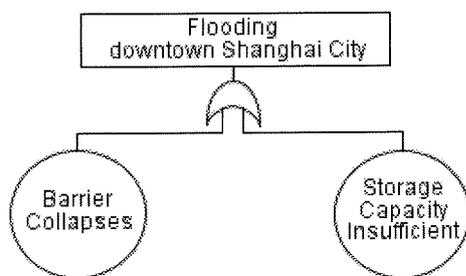 Flooding
downtown Shanghai City
Barrier
Collapses
Storage
Capacity
Insufficient